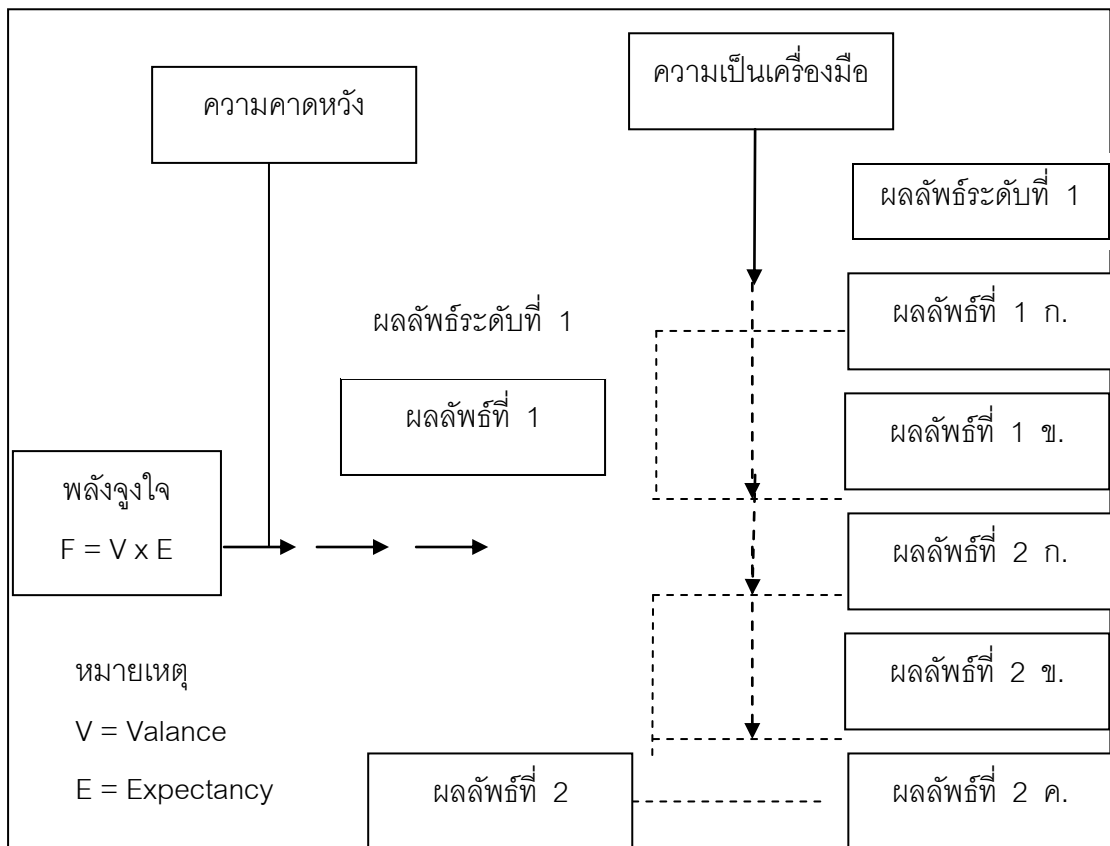 ความเป็นเครื่องมือ
ความคาดหวัง
ผลลัพธ์ระดับที่ 1
ผลลัพธ์ที่ 1 ก.
ผลลัพธ์ระดับที่ 1
ผลลัพธ์ที่ 1
ผลลัพธ์ที่ 1 ข.
พลังจูงใจ
F = V x E
ผลลัพธ์ที่ 2 ก.
หมายเหตุ
ผลลัพธ์ที่ 2 ข.
V = Valance
E = Expectancy
ผลลัพธ์ที่ 2
ผลลัพธ์ที่ 2 ค.